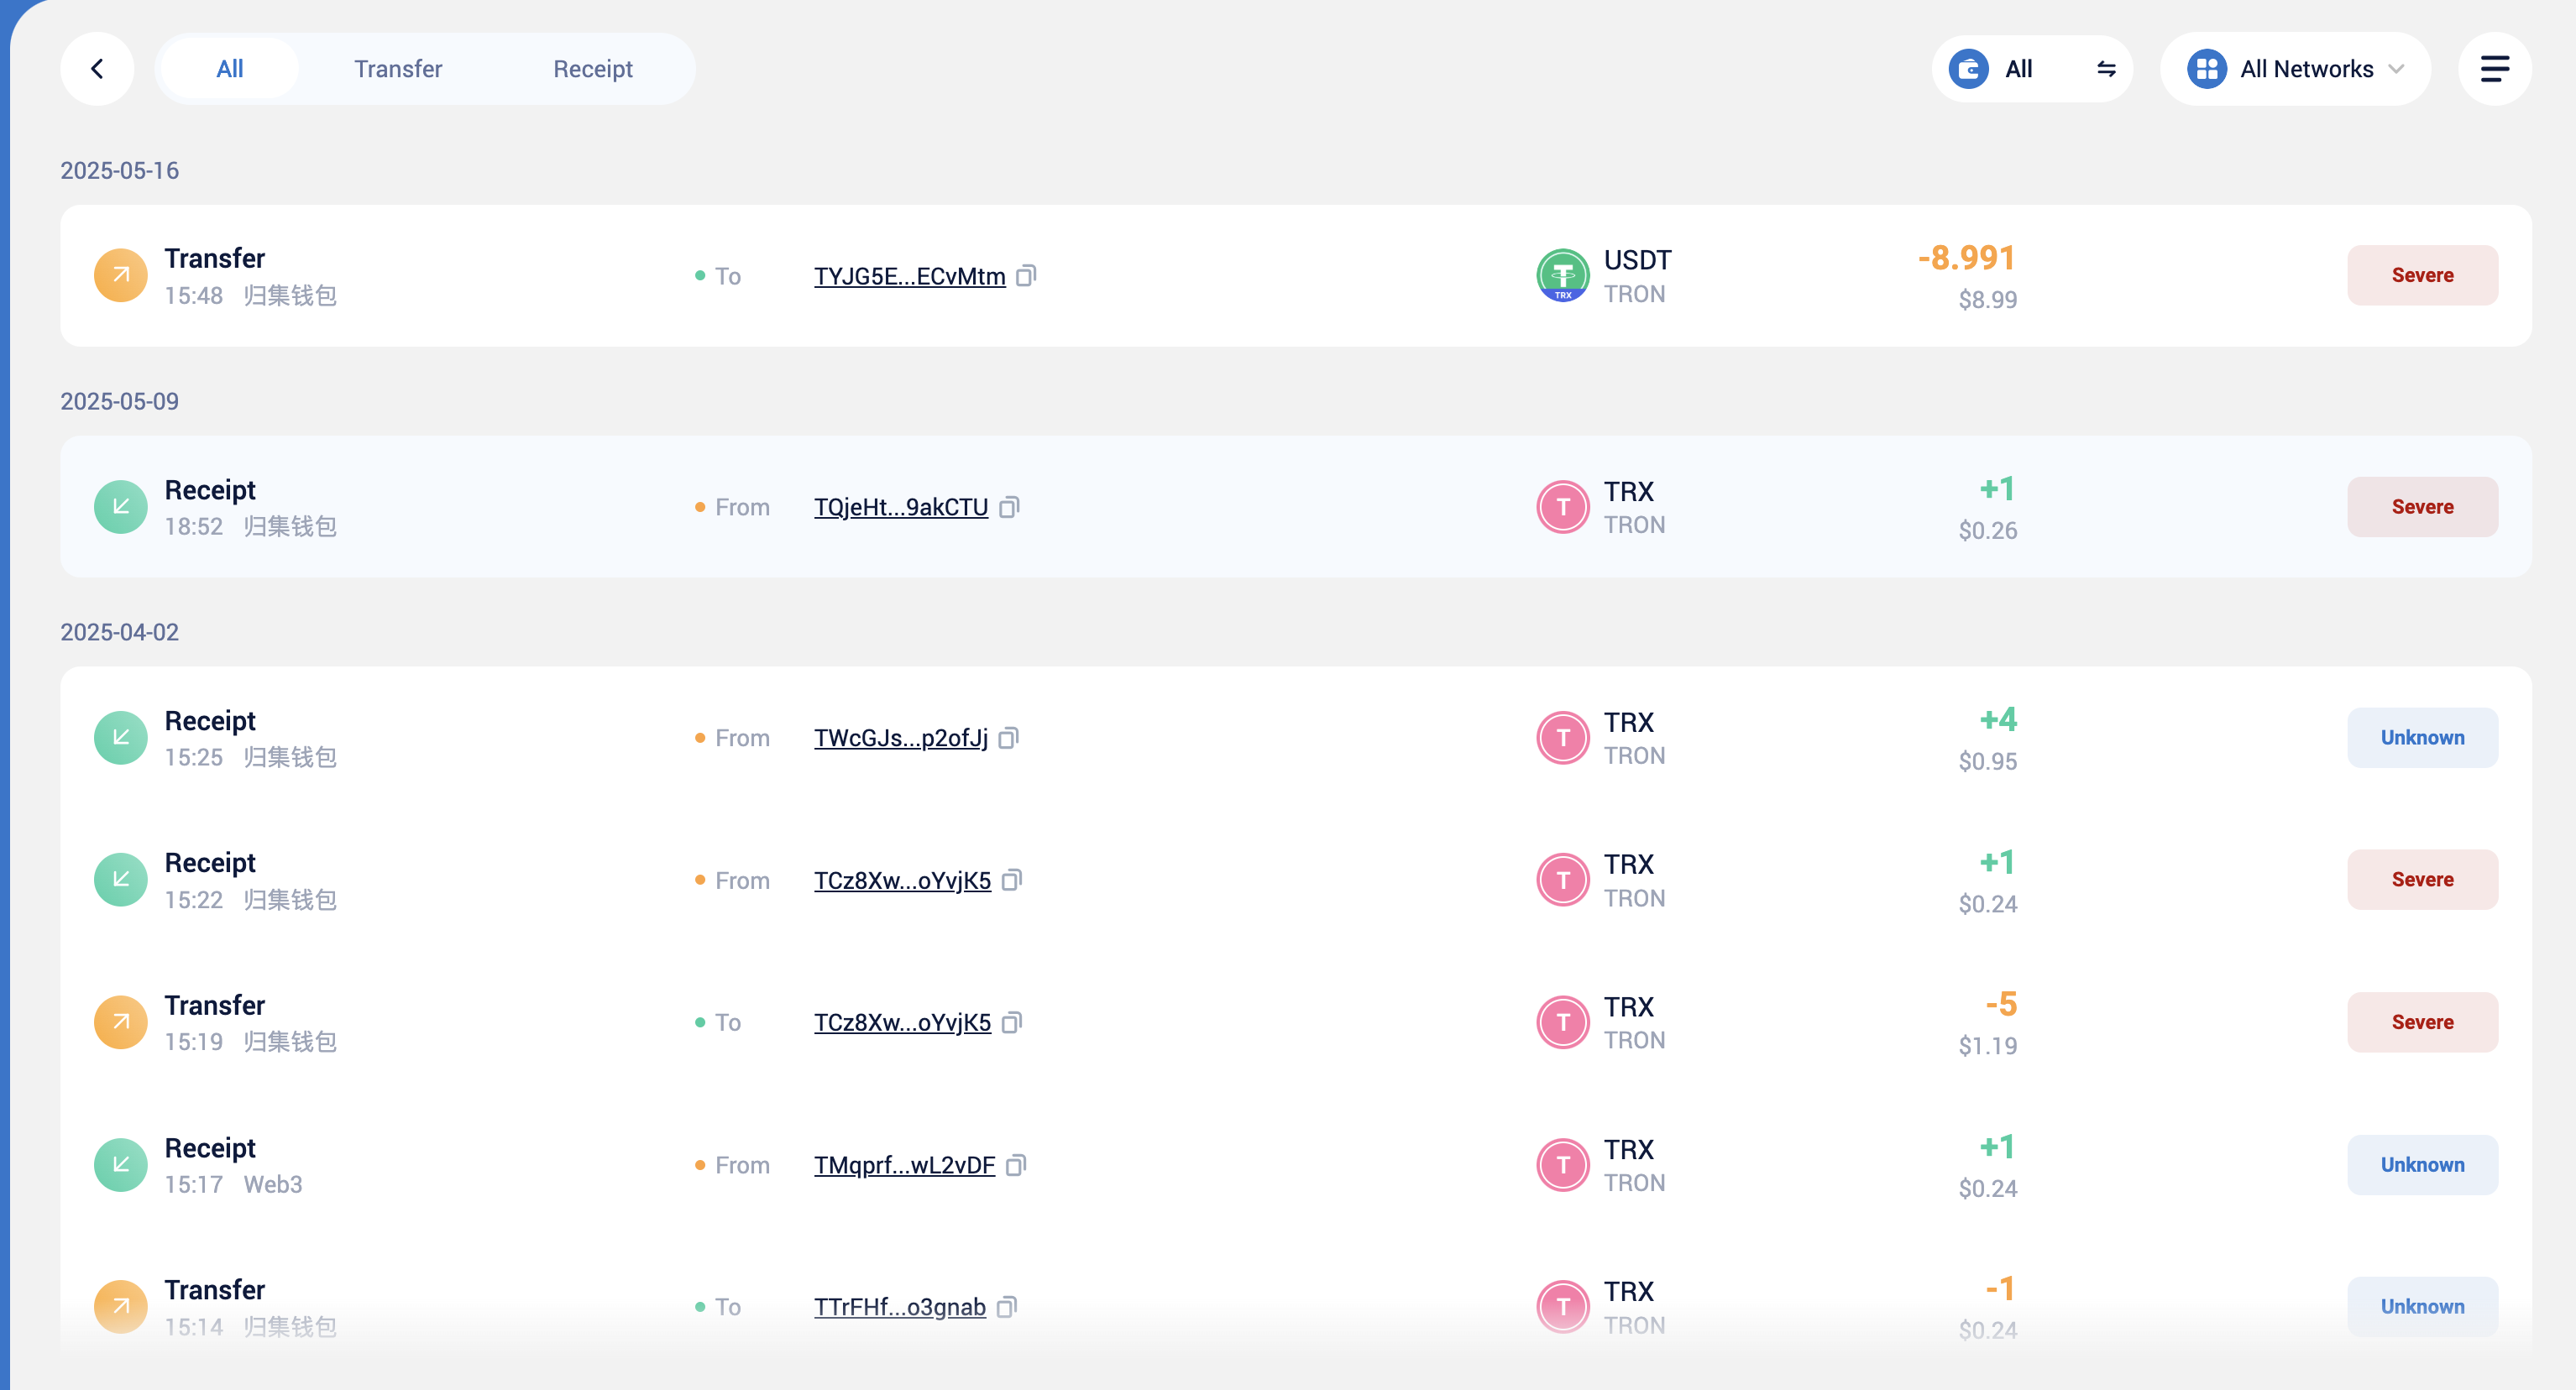 All Transfer Receipt All All Networks
2025-05-16
Transfer To TYJG5E...ECvMtm USDT -8.991 Severe
15:48 归集钱包 TRX TRON $8.99
2025-05-09
Receipt From TQjeHt...9akCTU T TRX +1 Severe
18:52 归集钱包 TRON $0.26
2025-04-02
Receipt From TWcGJs...p2ofJj T TRX +4 Unknown
15:25 归集钱包 TRON $0.95
Receipt From TCz8Xw...oYvjK5 T TRX +1 Severe
15:22 归集钱包 TRON $0.24
Transfer To TCz8Xw...oYvjK5 T TRX -5 Severe
15:19 归集钱包 TRON $1.19
Receipt From TMqprf...wL2vDF T TRX +1 Unknown
15:17 Web3 TRON $0.24
Transfer To TTrFHf...o3gnab T TRX -1 Unknown
15:14 归集钱包 TRON $0.24